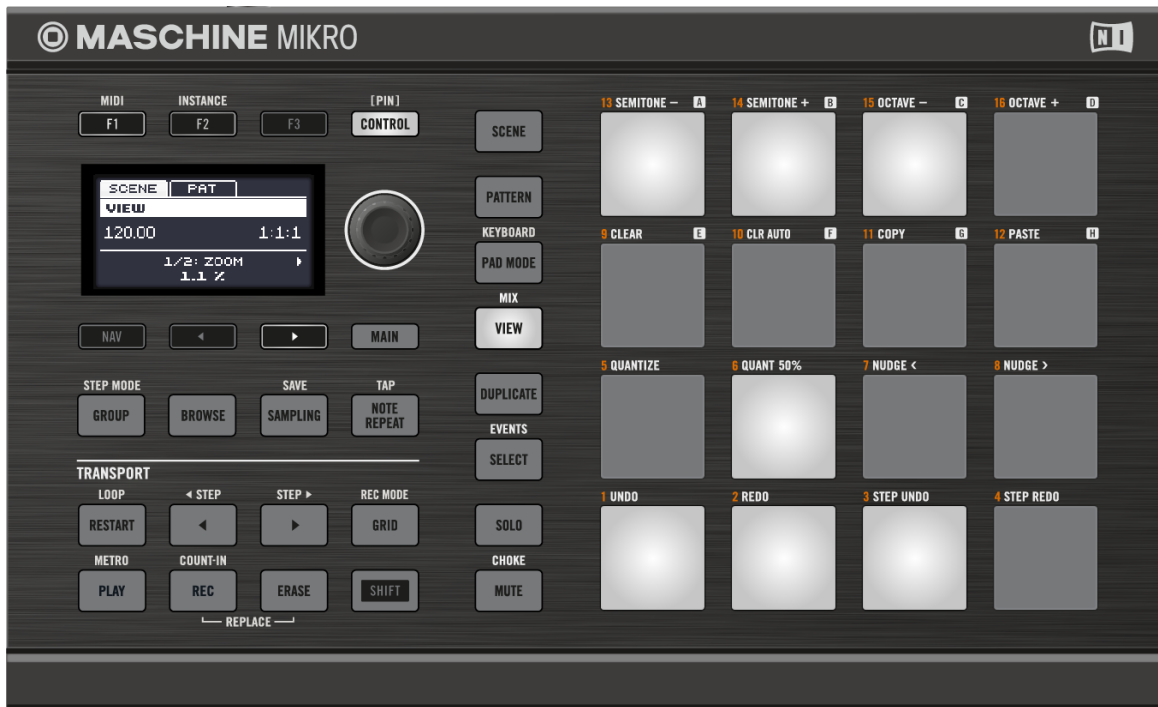 MASCHINE MIKRO
NI
MIDI INSTANCE [PIN]
F1 F2 F3 CONTROL
SCENE PAT
VIEW
120.00 1:1:1
1/2: ZOOM
1.1 %
NAV ◀ ▶ MAIN
STEP MODE SAVE TAP
GROUP BROWSE SAMPLING NOTE REPEAT
TRANSPORT
LOOP ◀ STEP STEP ▶ REC MODE
RESTART ◀ ▶ GRID
METRO COUNT-IN
PLAY REC ERASE SHIFT
REPLACE
SCENE
PATTERN
KEYBOARD
PAD MODE
MIX
VIEW
DUPLICATE
EVENTS
SELECT
SOLO
CHOKE
MUTE
13 SEMITONE – A 14 SEMITONE + B 15 OCTAVE – C 16 OCTAVE + D
9 CLEAR E 10 CLR AUTO F 11 COPY G 12 PASTE H
5 QUANTIZE 6 QUANT 50% 7 NUDGE < 8 NUDGE >
1 UNDO 2 REDO 3 STEP UNDO 4 STEP REDO